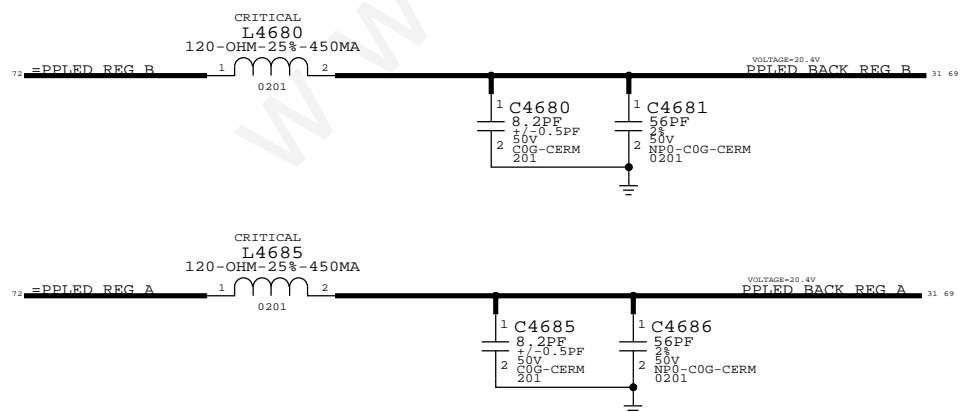 CRITICAL
L4680
120-OHM-25%-450MA
72 =PPLED_REG_B 1 2 VOLTAGE=20.4V PPLED_BACK_REG_B 31 69
0201
1 C4680 1 C4681
8.2PF 56PF
+/-0.5PF 2%
50V 50V
2 C0G-CERM 2 NP0-C0G-CERM
201 0201
CRITICAL
L4685
120-OHM-25%-450MA
72 =PPLED_REG_A 1 2 VOLTAGE=20.4V PPLED_BACK_REG_A 31 69
0201
1 C4685 1 C4686
8.2PF 56PF
+/-0.5PF 2%
50V 50V
2 C0G-CERM 2 NP0-C0G-CERM
201 0201
w w